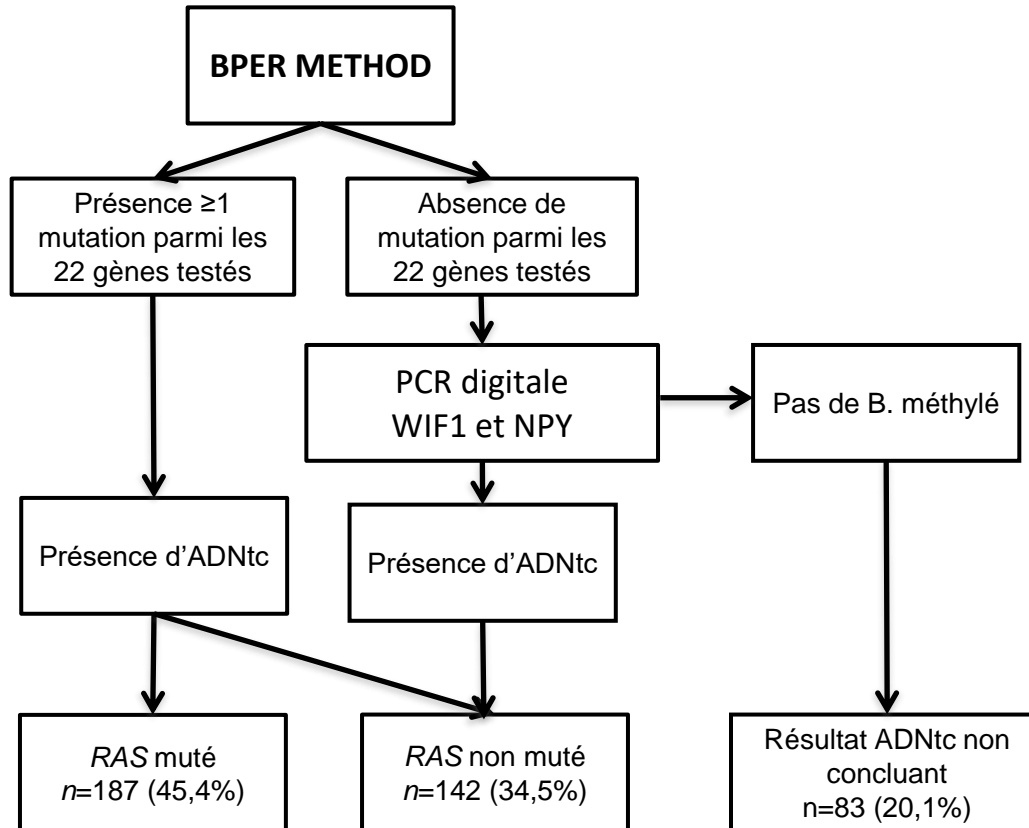 BPER METHOD
Présence ≥1
mutation parmi les
22 gènes testés
Absence de
mutation parmi les
22 gènes testés
PCR digitale
WIF1 et NPY
Pas de B. méthylé
Présence d’ADNtc
Présence d’ADNtc
RAS muté
n=187 (45,4%)
RAS non muté
n=142 (34,5%)
Résultat ADNtc non
concluant
n=83 (20,1%)